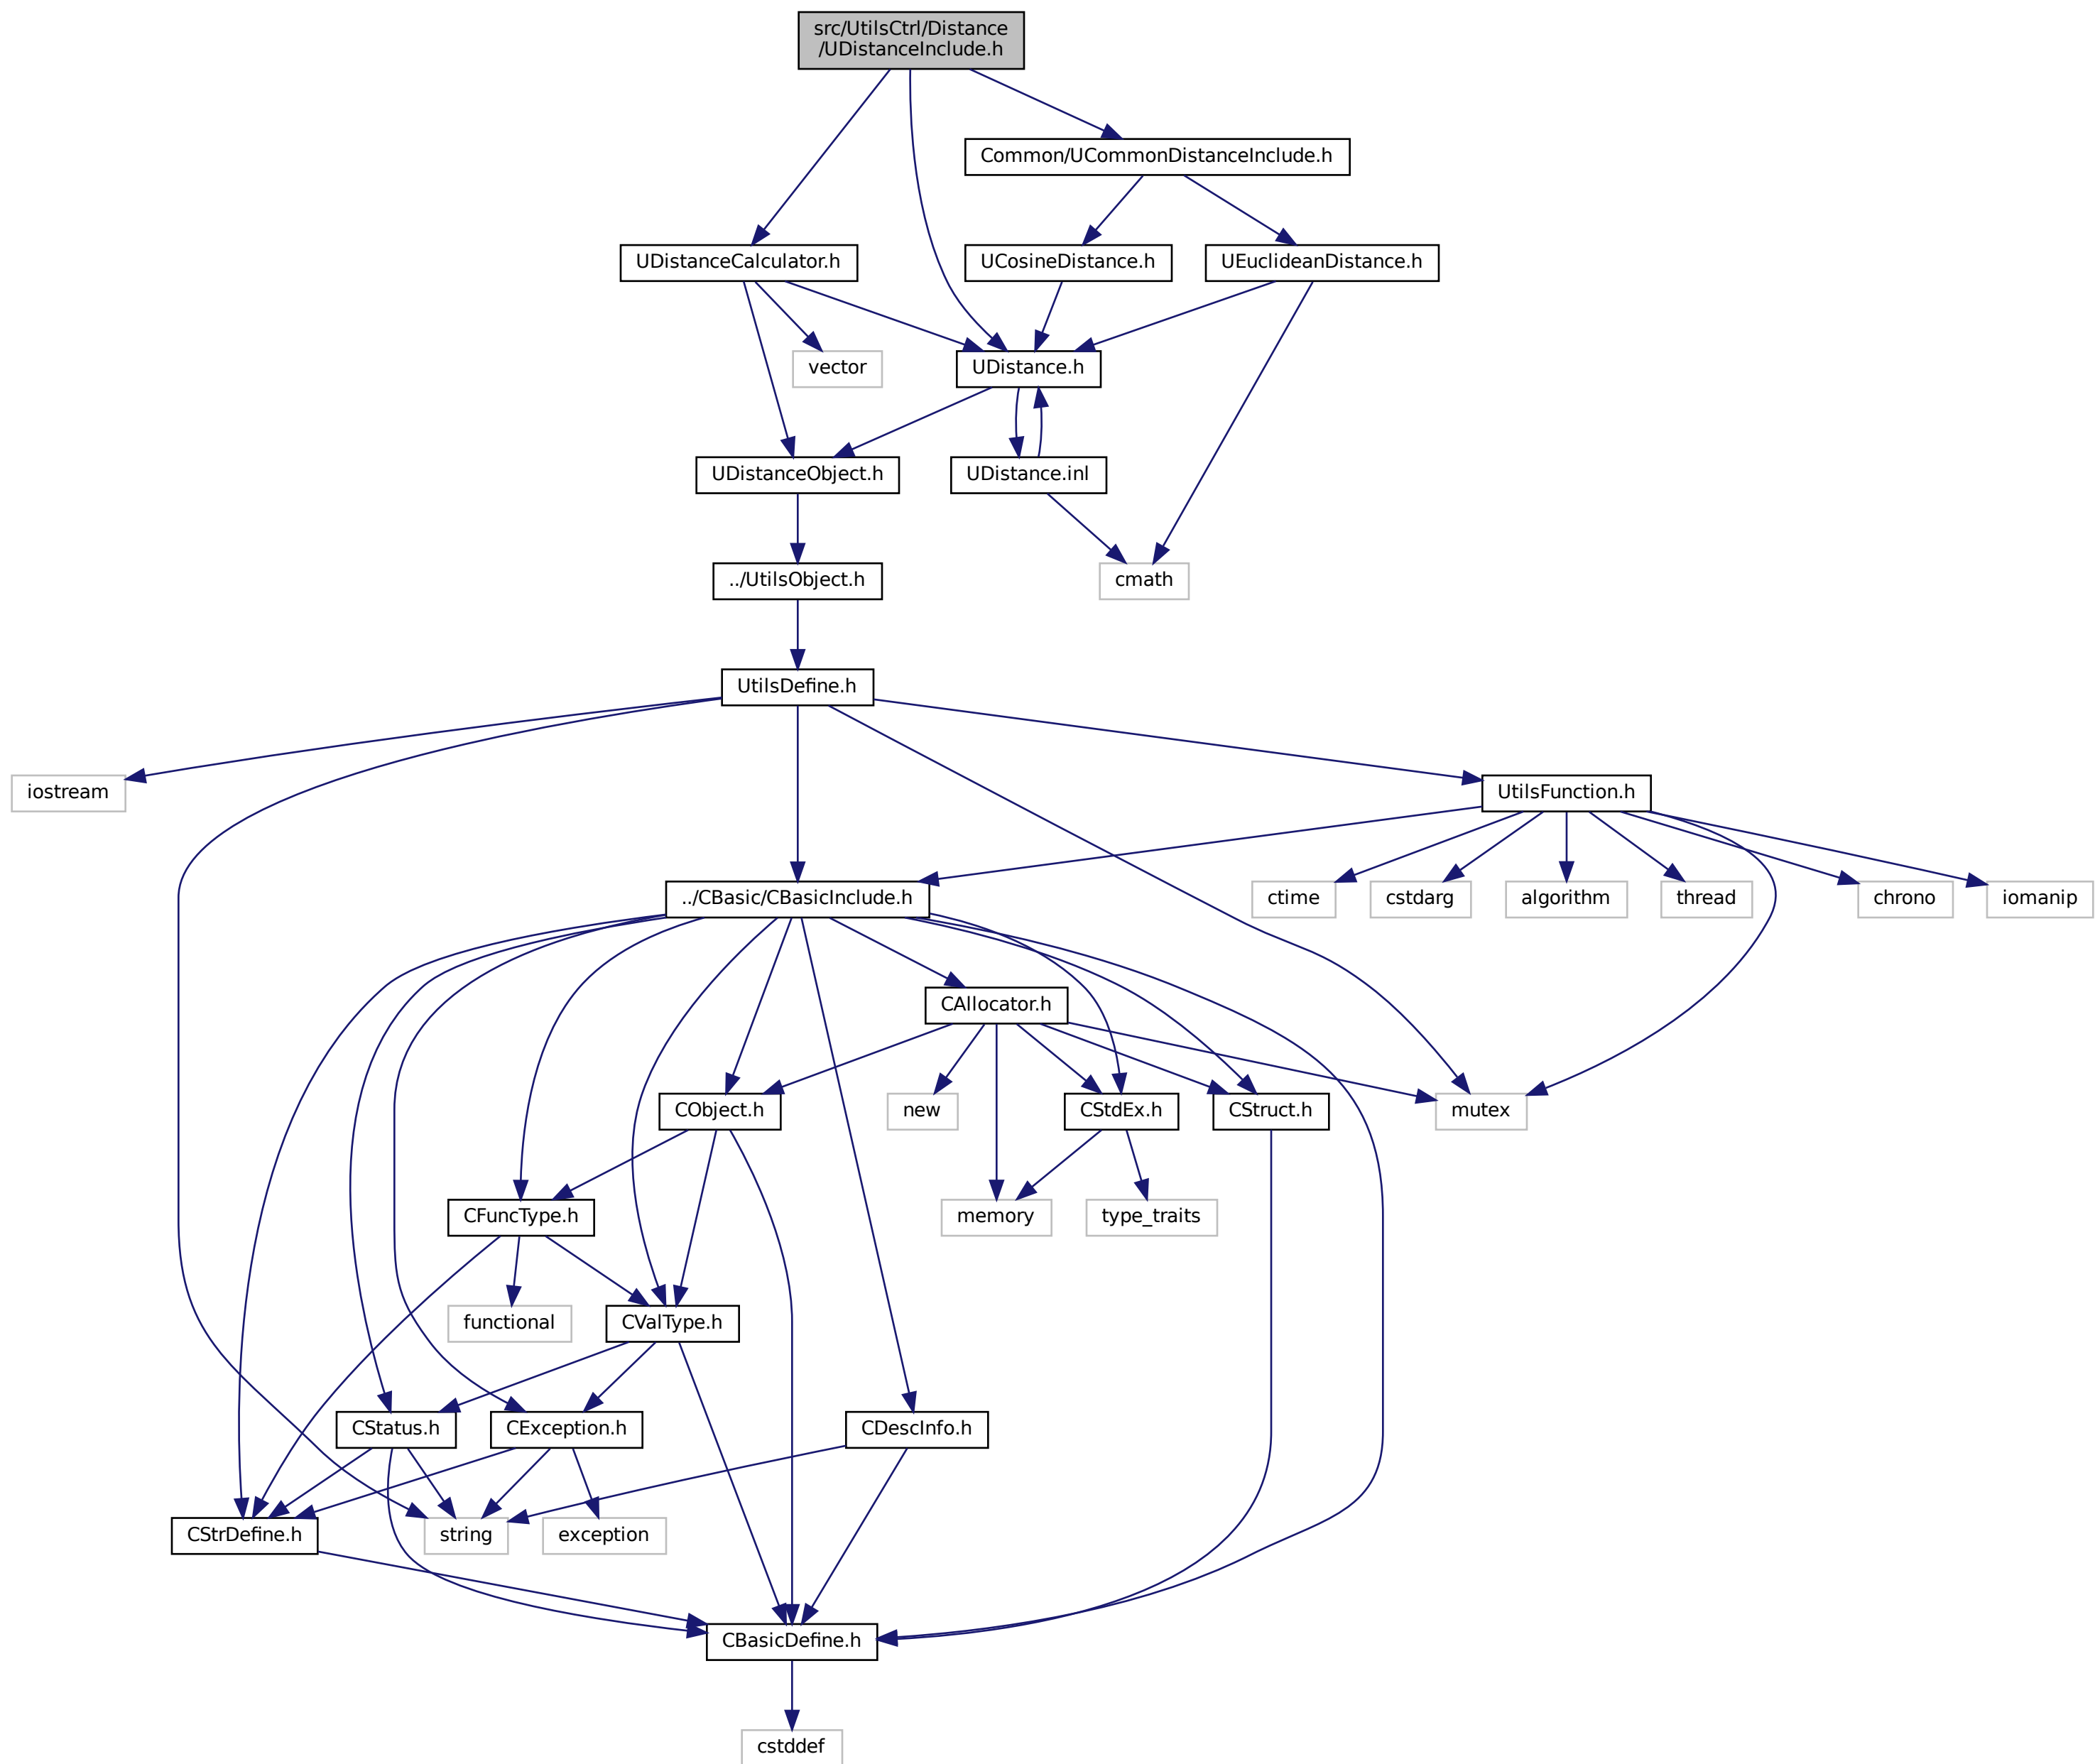 src/UtilsCtrl/Distance
/UDistanceInclude.h
Common/UCommonDistanceInclude.h
UDistanceCalculator.h
UCosineDistance.h
UEuclideanDistance.h
vector
UDistance.h
UDistanceObject.h
UDistance.inl
../UtilsObject.h
cmath
UtilsDefine.h
iostream
UtilsFunction.h
../CBasic/CBasicInclude.h
ctime
cstdarg
algorithm
thread
chrono
iomanip
CAllocator.h
CObject.h
new
CStdEx.h
CStruct.h
mutex
CFuncType.h
memory
type_traits
functional
CValType.h
CStatus.h
CException.h
CDescInfo.h
CStrDefine.h
string
exception
CBasicDefine.h
cstddef